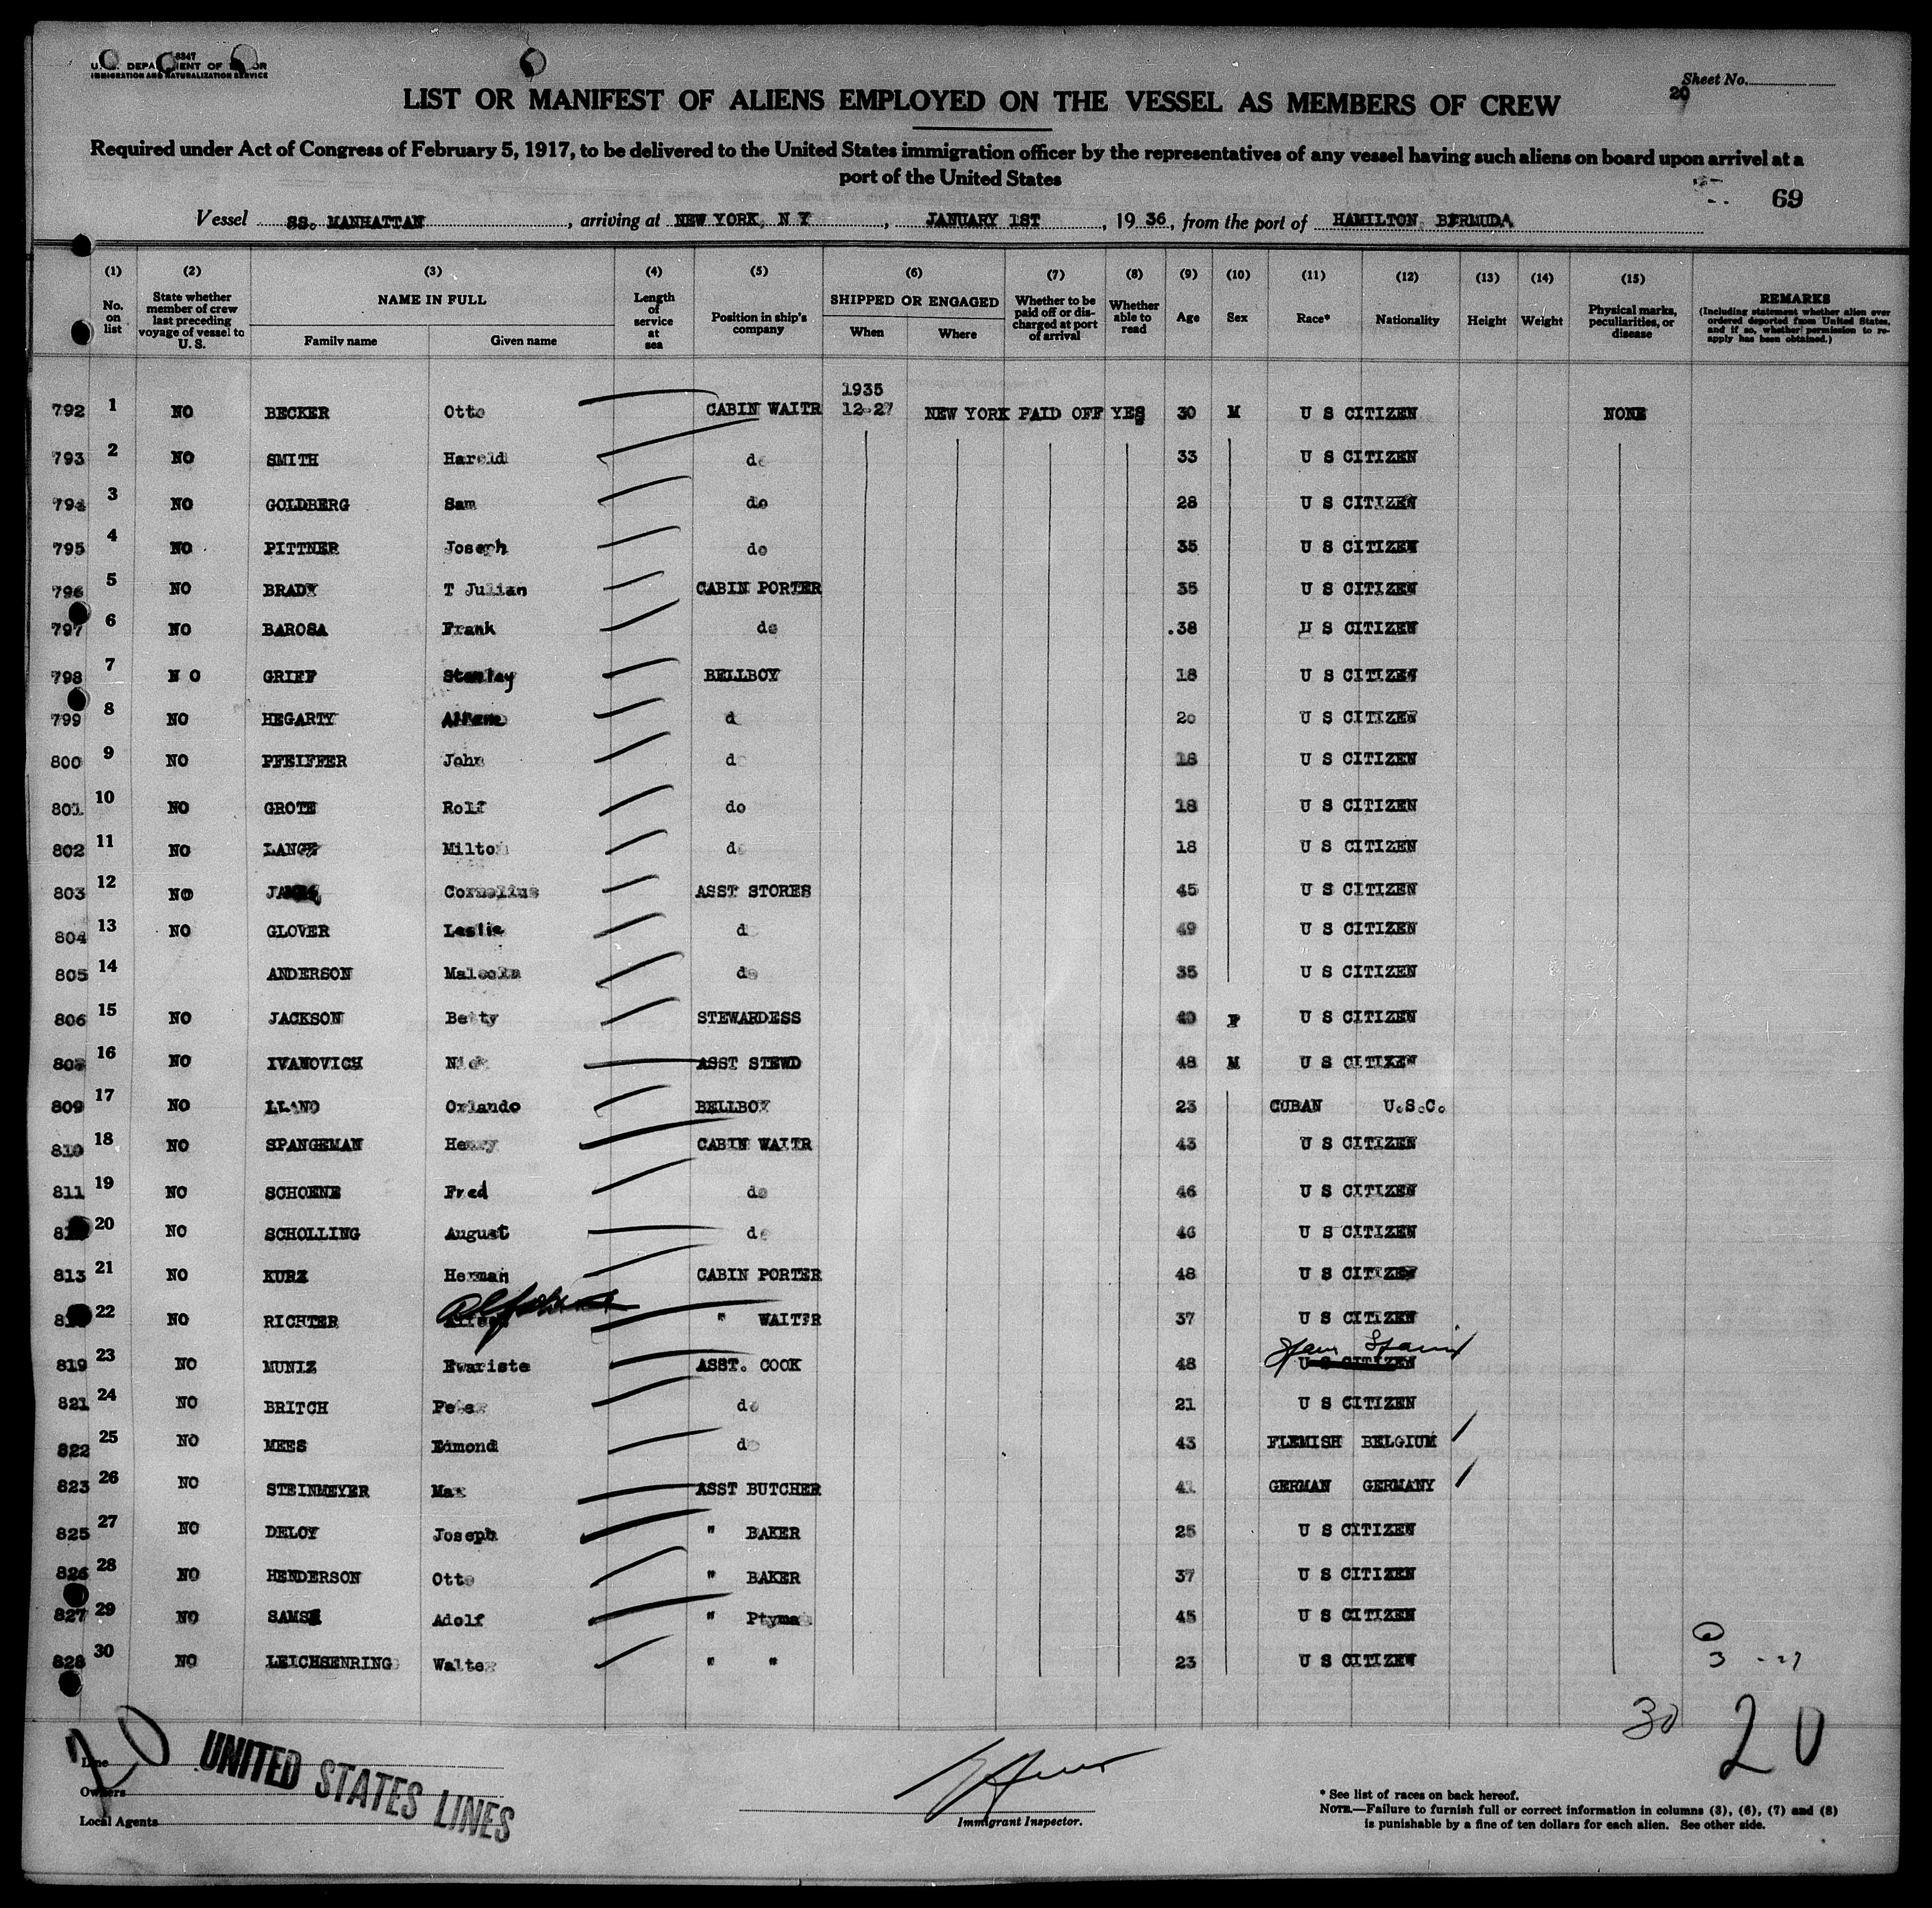 8347
U. DEPA ENT OF OR
IMMIGRATION AND NATURALIZATION SERVICE
Sheet No.
20
LIST OR MANIFEST OF ALIENS EMPLOYED ON THE VESSEL AS MEMBERS OF CREW
Required under Act of Congress of February 5, 1917, to be delivered to the United States immigration officer by the representatives of any vessel having such aliens on board upon arrival at a
port of the United States
69
Vessel SS. MANHATTAN, arriving at NEW YORK, N Y, JANUARY 1ST, 1936, from the port of HAMILTON BERMUDA
(1) (2) (3) (4) (5) (6) (7) (8) (9) (10) (11) (12) (13) (14) (15)
No. on list
State whether member of crew last preceding voyage of vessel to U. S.
NAME IN FULL
Family name Given name
Length of service at sea
Position in ship's company
SHIPPED OR ENGAGED
When Where
Whether to be paid off or discharged at port of arrival
Whether able to read
Age Sex Race* Nationality Height Weight
Physical marks, peculiarities, or disease
REMARKS
(Including statement whether alien ever ordered deported from United States, and if so, whether permission to reapply has been obtained.)
1935
792 1 NO BECKER Otto CABIN WAITR 12-27 NEW YORK PAID OFF YES 30 M U S CITIZEN NONE
793 2 NO SMITH Harold do 33 U S CITIZEN
794 3 NO GOLDBERG Sam do 28 U S CITIZEN
795 4 NO PITTNER Joseph do 35 U S CITIZEN
796 5 NO BRADY T Julian CABIN PORTER 35 U S CITIZEN
797 6 NO BAROSA Frank do .38 U S CITIZEN
798 7 N O GRIFF Stanley BELLBOY 18 U S CITIZEN
799 8 NO HEGARTY d 20 U S CITIZEN
800 9 NO PFEIFFER John d 18 U S CITIZEN
801 10 NO GROTE Rolf do 18 U S CITIZEN
802 11 NO LANGE Milton do 18 U S CITIZEN
803 12 NO Cornelius ASST STORES 45 U S CITIZEN
804 13 NO GLOVER Leslie d 49 U S CITIZEN
805 14 ANDERSON Malcolm do 35 U S CITIZEN
806 15 NO JACKSON Betty STEWARDESS 40 F U S CITIZEN
16 NO IVANOVICH Nick ASST STEWD 48 M U S CITIZEN
809 17 NO LLANO Orlando BELLBOY 23 CUBAN U.S.C.
810 18 NO SPANGEMAN Henry CABIN WAITR 43 U S CITIZEN
811 19 NO SCHOENE Fred do 46 U S CITIZEN
20 NO SCHOLLING August do 46 U S CITIZEN
813 21 NO KURZ Herman CABIN PORTER 48 U S CITIZEN
22 NO RICHTER " WAITER 37 U S CITIZEN
Span Spain
819 23 NO MUNIZ Evariste ASST. COOK 48 U S CITIZEN
821 24 NO BRITCH Peter do 21 U S CITIZEN
822 25 NO MEES Edmond do 43 FLEMISH BELGIUM
823 26 NO STEINMEYER Max ASST BUTCHER 41 GERMAN GERMANY
825 27 NO DELOY Joseph " BAKER 25 U S CITIZEN
826 28 NO HENDERSON Otto " BAKER 37 U S CITIZEN
827 29 NO Adolf " Ptyman 45 U S CITIZEN
828 30 NO LEICHSENRING Walter " " 23 U S CITIZEN
30
20
20
Line
Owners
Local Agents
UNITED STATES LINES
Immigrant Inspector.
* See list of races on back hereof.
NOTE.—Failure to furnish full or correct information in columns (3), (6), (7) and (8)
is punishable by a fine of ten dollars for each alien. See other side.